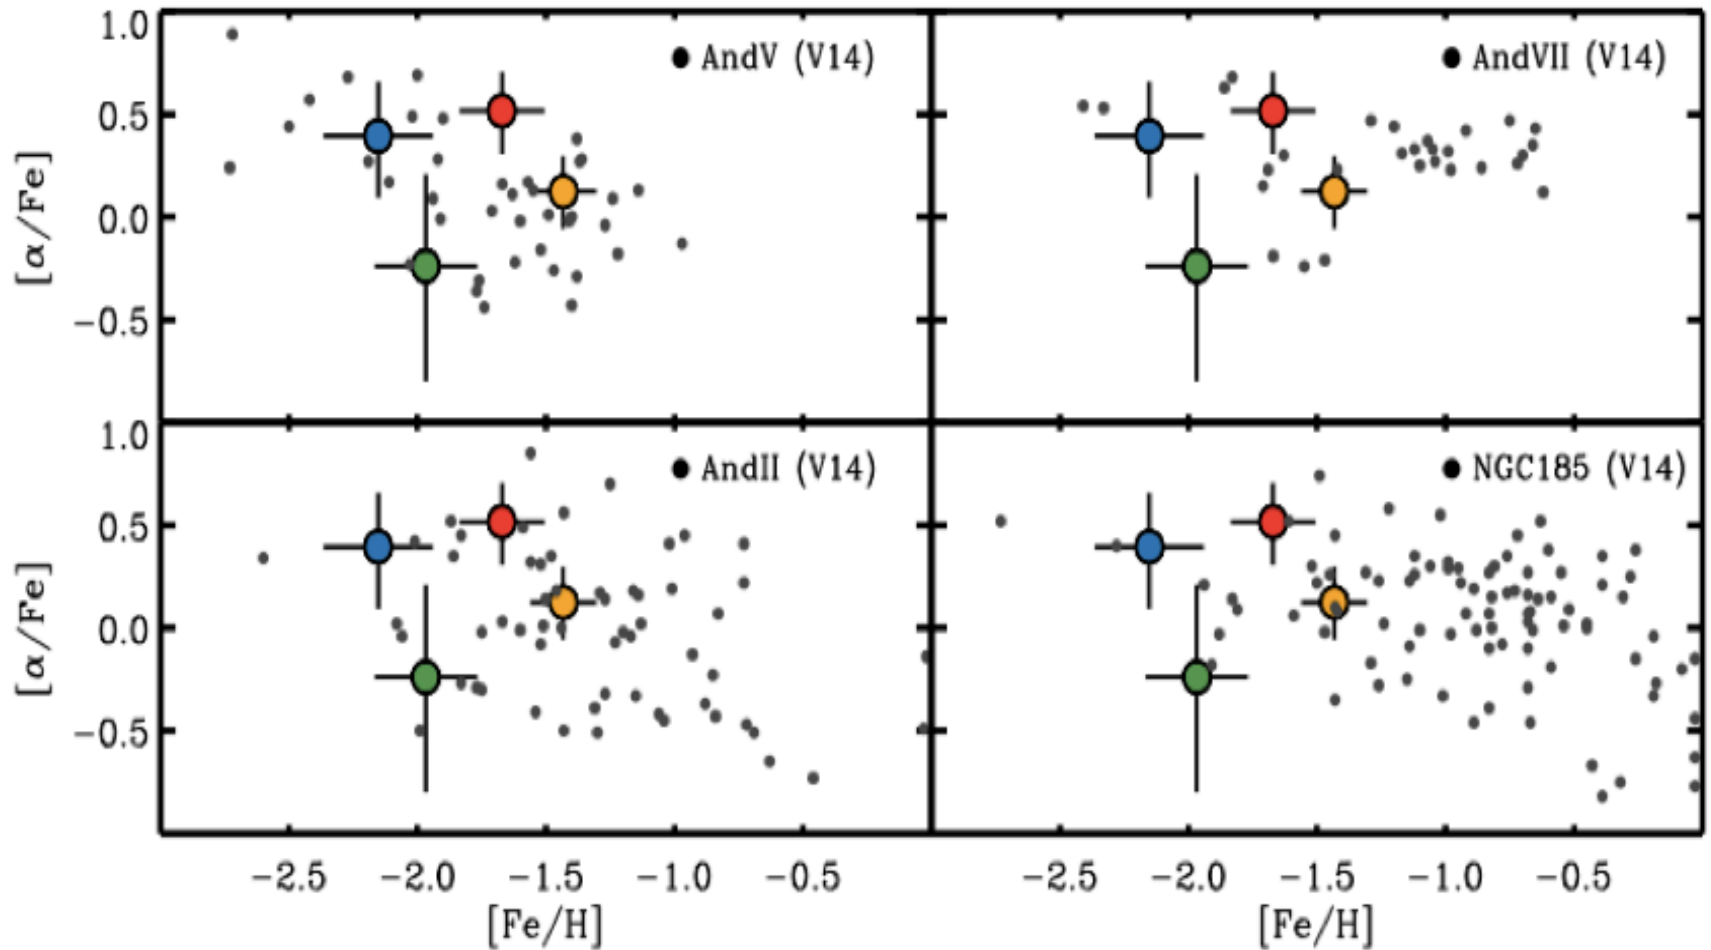 1.0
0.5
0.0
−0.5
[α/Fe]
● AndV (V14)
● AndVII (V14)
1.0
0.5
0.0
−0.5
[α/Fe]
● AndII (V14)
● NGC185 (V14)
−2.5 −2.0 −1.5 −1.0 −0.5
−2.5 −2.0 −1.5 −1.0 −0.5
[Fe/H]
[Fe/H]